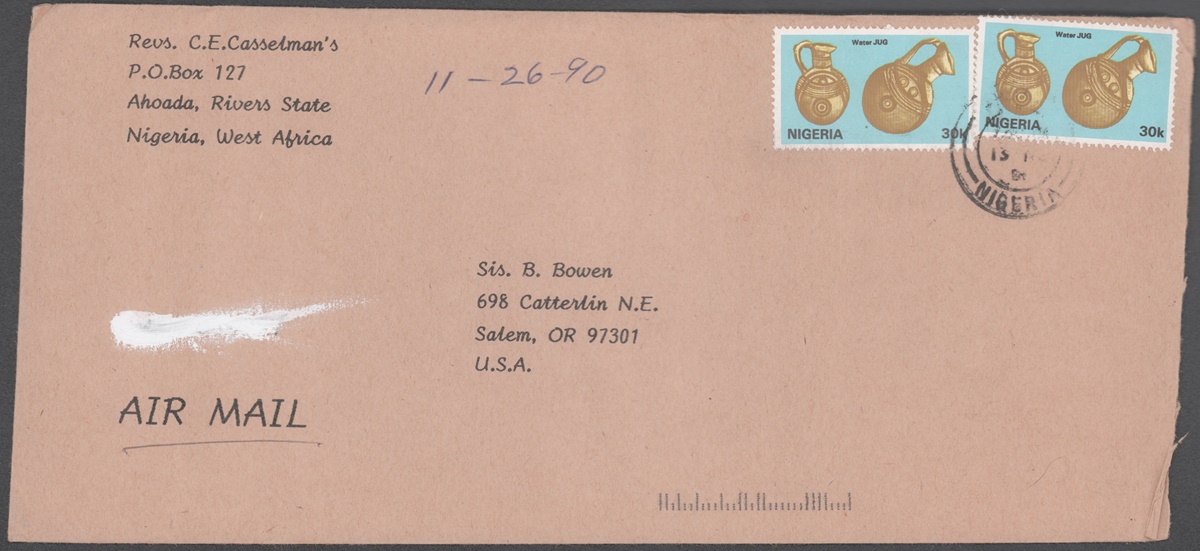 Revs. C.E.Casselman's
P.O.Box 127
Ahoada, Rivers State
Nigeria, West Africa
11-26-90
Water JUG
NIGERIA 30k
Water JUG
NIGERIA 30k
13
NIGERIA
Sis. B. Bowen
698 Catterlin N.E.
Salem, OR 97301
U.S.A.
AIR MAIL